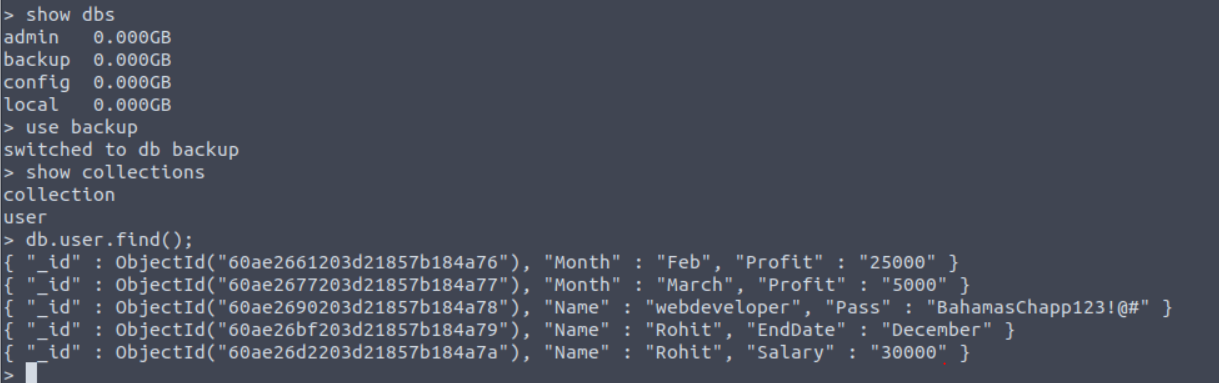 > show dbs
admin   0.000GB
backup  0.000GB
config  0.000GB
local   0.000GB
> use backup
switched to db backup
> show collections
collection
user
> db.user.find();
{ "_id" : ObjectId("60ae2661203d21857b184a76"), "Month" : "Feb", "Profit" : "25000" }
{ "_id" : ObjectId("60ae2677203d21857b184a77"), "Month" : "March", "Profit" : "5000" }
{ "_id" : ObjectId("60ae2690203d21857b184a78"), "Name" : "webdeveloper", "Pass" : "BahamasChapp123!@#" }
{ "_id" : ObjectId("60ae26bf203d21857b184a79"), "Name" : "Rohit", "EndDate" : "December" }
{ "_id" : ObjectId("60ae26d2203d21857b184a7a"), "Name" : "Rohit", "Salary" : "30000" }
>